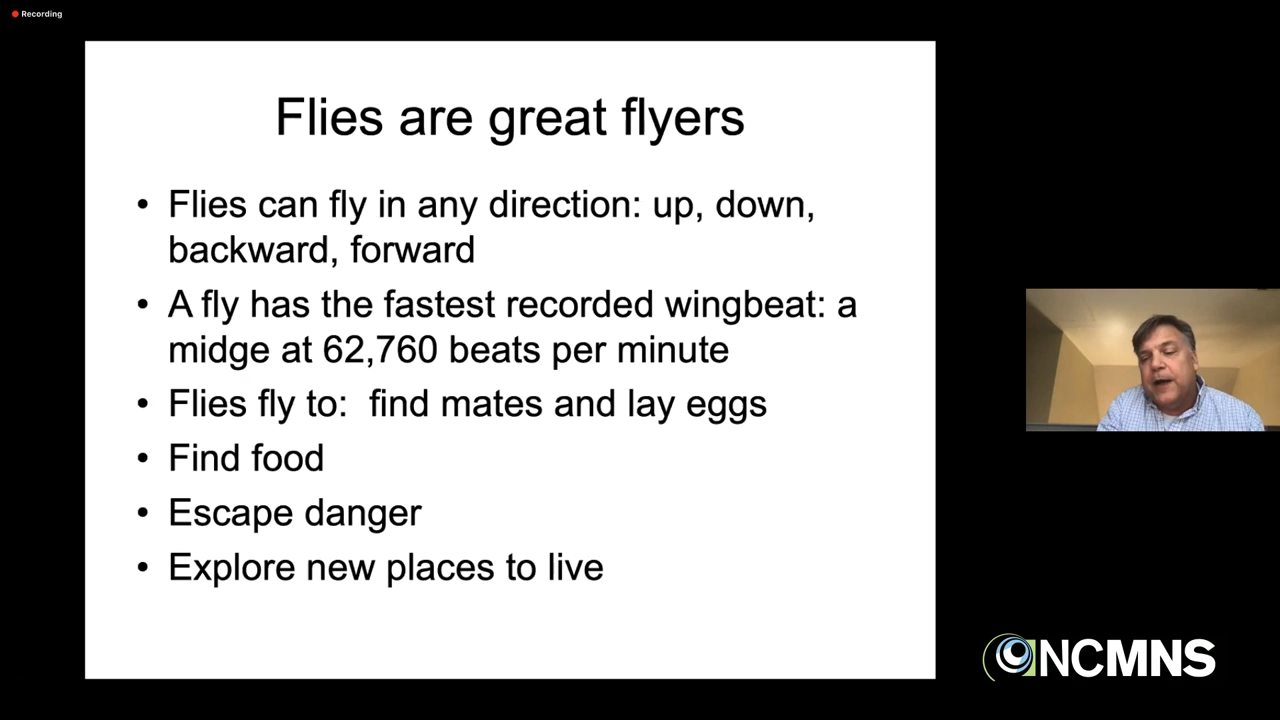 Recording
Flies are great flyers
• Flies can fly in any direction: up, down,
backward, forward
• A fly has the fastest recorded wingbeat: a
midge at 62,760 beats per minute
• Flies fly to:  find mates and lay eggs
• Find food
• Escape danger
• Explore new places to live
NCMNS